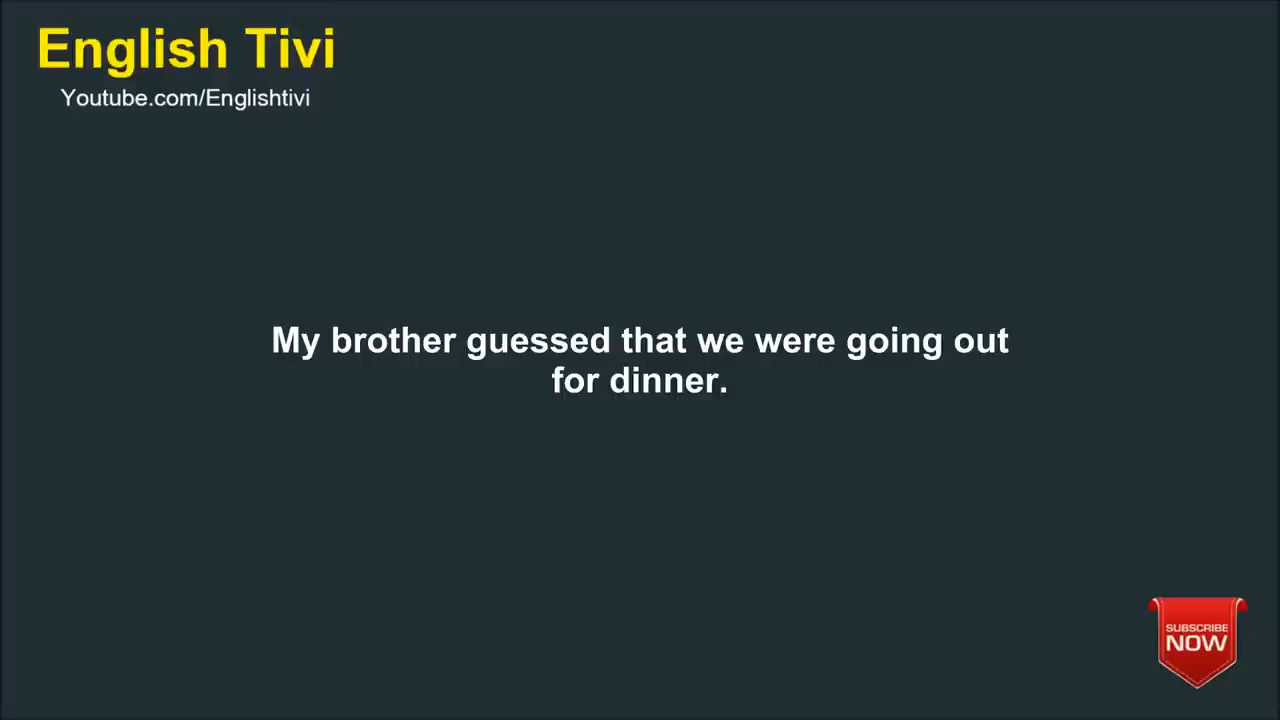 English Tivi
Youtube.com/Englishtivi
My brother guessed that we were going out
for dinner.
SUBSCRIBE
NOW